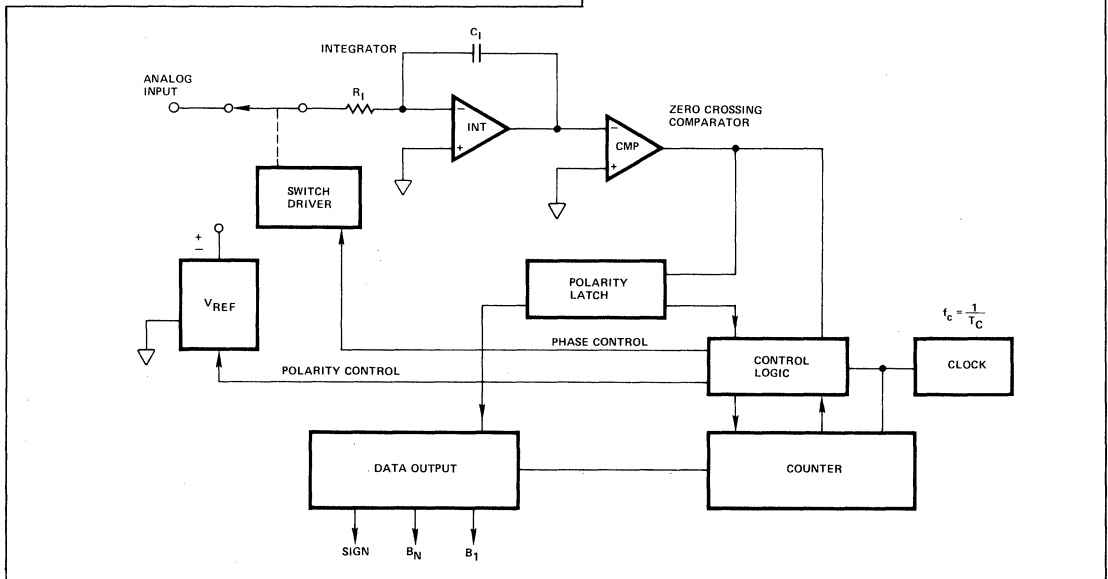 C_I
INTEGRATOR
ANALOG
INPUT
R_I
−
INT
+
ZERO CROSSING
COMPARATOR
−
CMP
+
SWITCH
DRIVER
+
−
V_REF
POLARITY
LATCH
f_c = 1/T_C
PHASE CONTROL
POLARITY CONTROL
CONTROL
LOGIC
CLOCK
DATA OUTPUT
COUNTER
SIGN
B_N
B_1